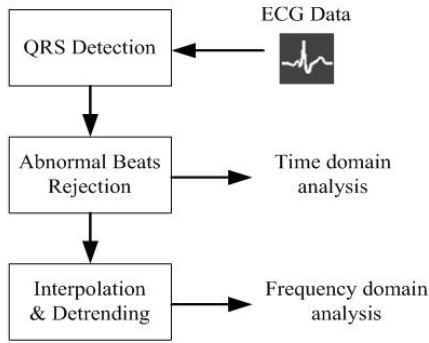 ECG Data
QRS Detection
Abnormal Beats
Rejection
Time domain
analysis
Interpolation
& Detrending
Frequency domain
analysis